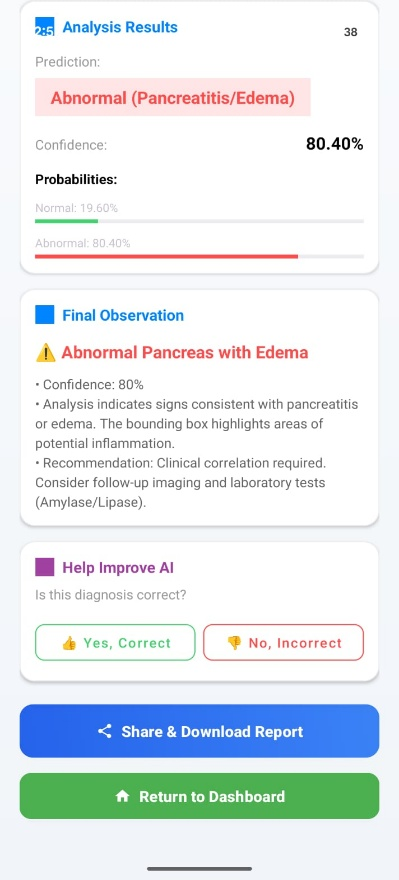 2:5 Analysis Results 38
Prediction:
Abnormal (Pancreatitis/Edema)
Confidence: 80.40%
Probabilities:
Normal: 19.60%
Abnormal: 80.40%
Final Observation
⚠️ Abnormal Pancreas with Edema
• Confidence: 80%
• Analysis indicates signs consistent with pancreatitis
or edema. The bounding box highlights areas of
potential inflammation.
• Recommendation: Clinical correlation required.
Consider follow-up imaging and laboratory tests
(Amylase/Lipase).
Help Improve AI
Is this diagnosis correct?
👍 Yes, Correct 👎 No, Incorrect
Share & Download Report
Return to Dashboard